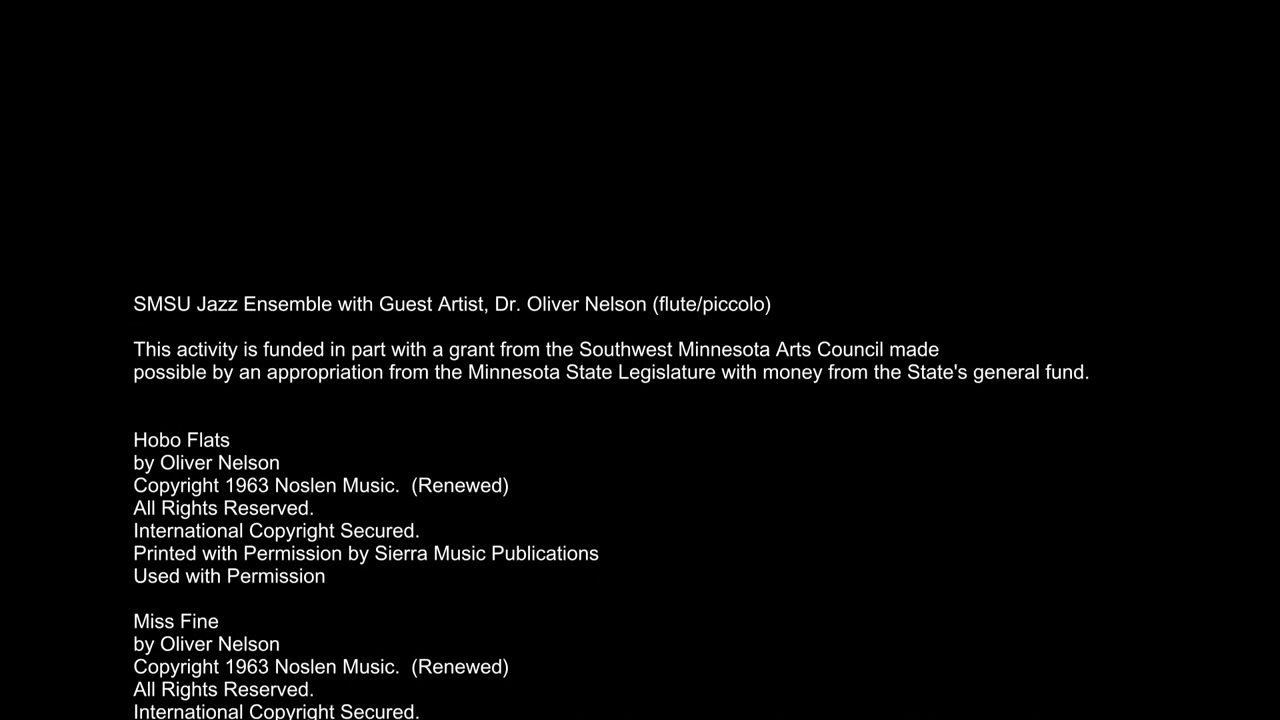 SMSU Jazz Ensemble with Guest Artist, Dr. Oliver Nelson (flute/piccolo)
This activity is funded in part with a grant from the Southwest Minnesota Arts Council made
possible by an appropriation from the Minnesota State Legislature with money from the State's general fund.
Hobo Flats
by Oliver Nelson
Copyright 1963 Noslen Music.  (Renewed)
All Rights Reserved.
International Copyright Secured.
Printed with Permission by Sierra Music Publications
Used with Permission
Miss Fine
by Oliver Nelson
Copyright 1963 Noslen Music.  (Renewed)
All Rights Reserved.
International Copyright Secured.